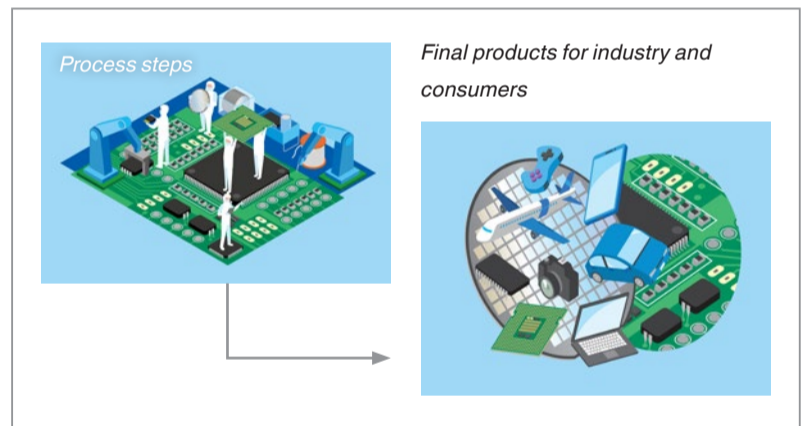 Process steps
Final products for industry and
consumers